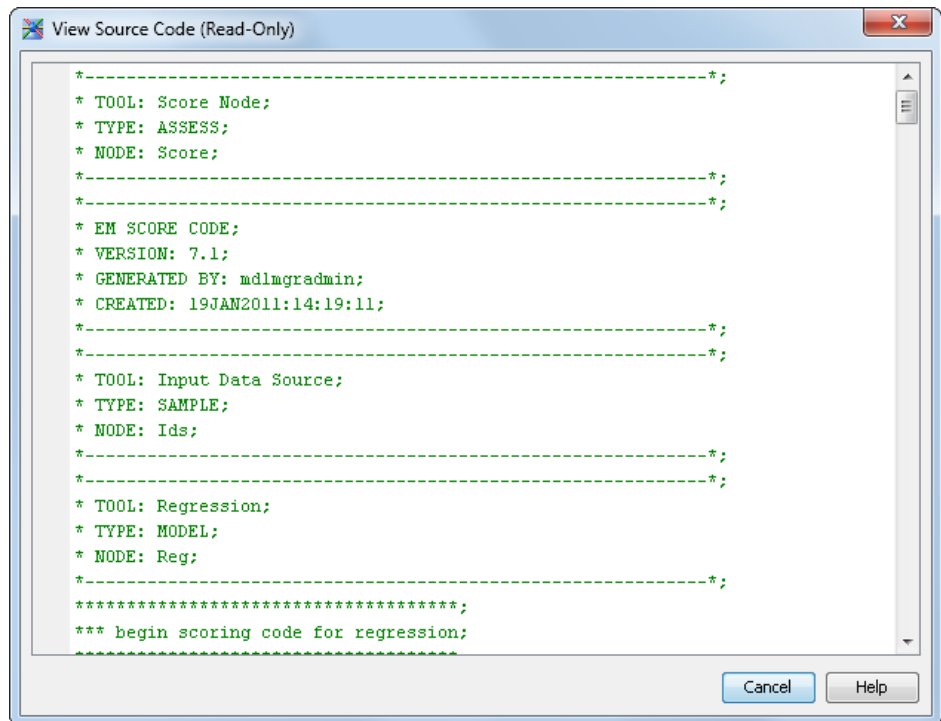 View Source Code (Read-Only)
*------------------------------------------------------------*;
* TOOL: Score Node;
* TYPE: ASSESS;
* NODE: Score;
*------------------------------------------------------------*;
*------------------------------------------------------------*;
* EM SCORE CODE;
* VERSION: 7.1;
* GENERATED BY: mdlmgradmin;
* CREATED: 19JAN2011:14:19:11;
*------------------------------------------------------------*;
*------------------------------------------------------------*;
* TOOL: Input Data Source;
* TYPE: SAMPLE;
* NODE: Ids;
*------------------------------------------------------------*;
*------------------------------------------------------------*;
* TOOL: Regression;
* TYPE: MODEL;
* NODE: Reg;
*------------------------------------------------------------*;
*************************************;
*** begin scoring code for regression;
*************************************
Cancel Help